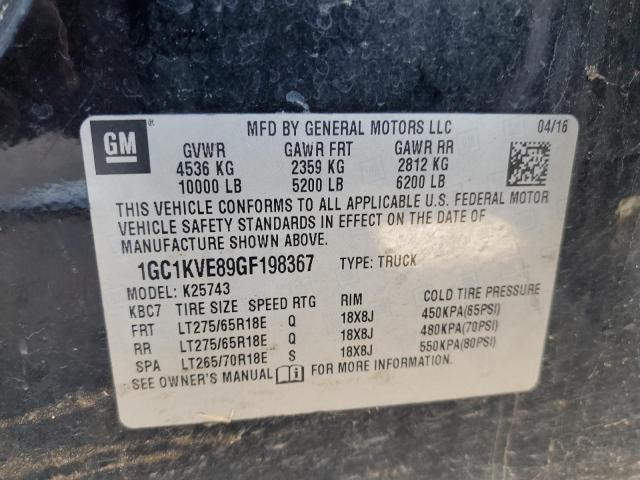 GM ®
MFD BY GENERAL MOTORS LLC 04/16
GVWR GAWR FRT GAWR RR
4536 KG 2359 KG 2812 KG
10000 LB 5200 LB 6200 LB
THIS VEHICLE CONFORMS TO ALL APPLICABLE U.S. FEDERAL MOTOR
VEHICLE SAFETY STANDARDS IN EFFECT ON THE DATE OF
MANUFACTURE SHOWN ABOVE.
1GC1KVE89GF198367 TYPE: TRUCK
MODEL: K25743
KBC7 TIRE SIZE SPEED RTG RIM COLD TIRE PRESSURE
FRT LT275/65R18E Q 18X8J 450KPA(65PSI)
RR LT275/65R18E Q 18X8J 480KPA(70PSI)
SPA LT265/70R18E S 18X8J 550KPA(80PSI)
SEE OWNER'S MANUAL FOR MORE INFORMATION.